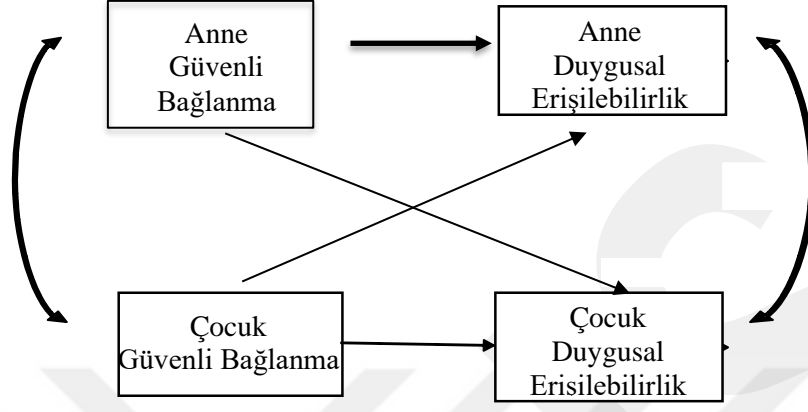 Anne
Güvenli
Bağlanma
Anne
Duygusal
Erişilebilirlik
Çocuk
Güvenli Bağlanma
Çocuk
Duygusal
Erisilebilirlik